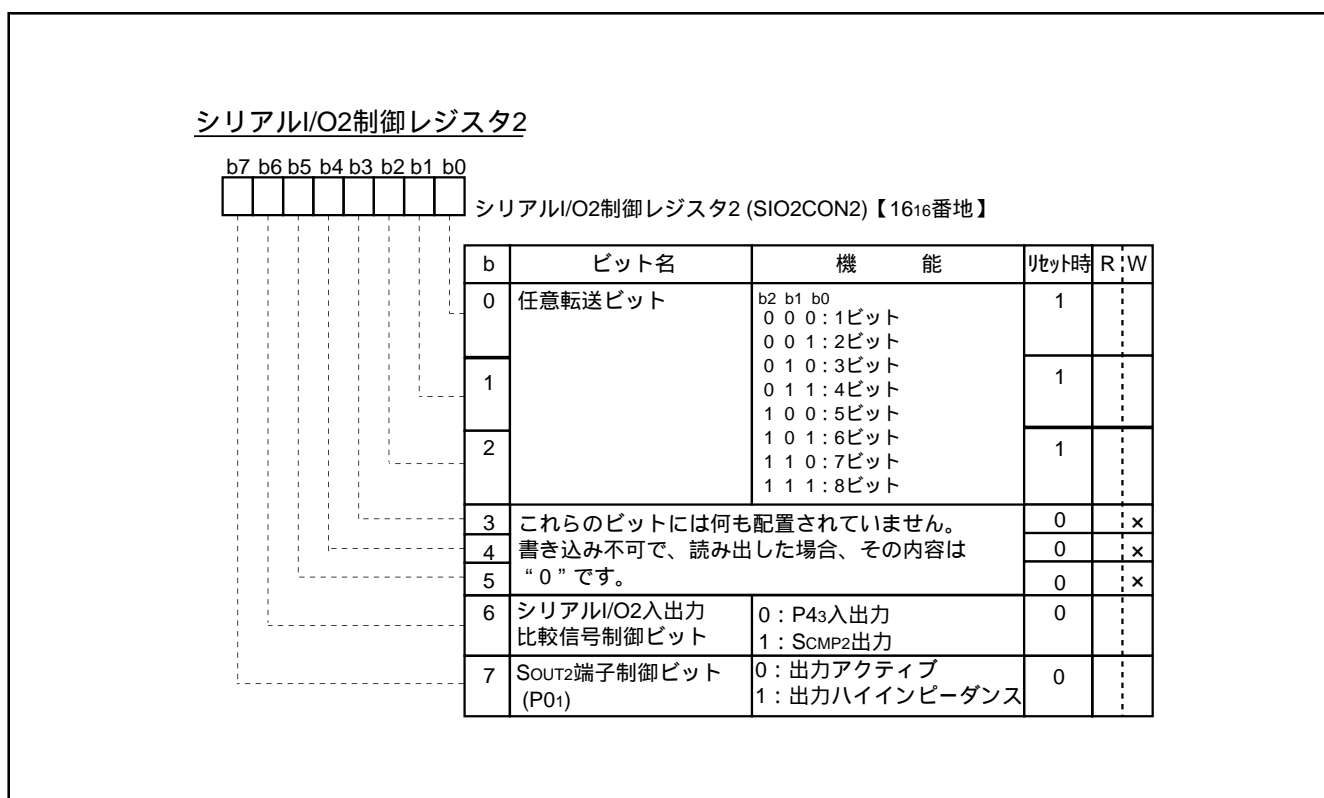 シリアルI/O2制御レジスタ2
b7 b6 b5 b4 b3 b2 b1 b0
シリアルI/O2制御レジスタ2 (SIO2CON2)【1616番地】
b ビット名 機 能 リセット時 R W
0 任意転送ビット b2 b1 b0 1
0 0 0:1ビット
0 0 1:2ビット
1 0 1 0:3ビット 1
0 1 1:4ビット
1 0 0:5ビット
2 1 0 1:6ビット 1
1 1 0:7ビット
1 1 1:8ビット
3 これらのビットには何も配置されていません。 0 ×
4 書き込み不可で、読み出した場合、その内容は 0 ×
5 “0”です。 0 ×
6 シリアルI/O2入出力 0:P43入出力 0
比較信号制御ビット 1:SCMP2出力
7 SOUT2端子制御ビット 0:出力アクティブ 0
(P01) 1:出力ハイインピーダンス